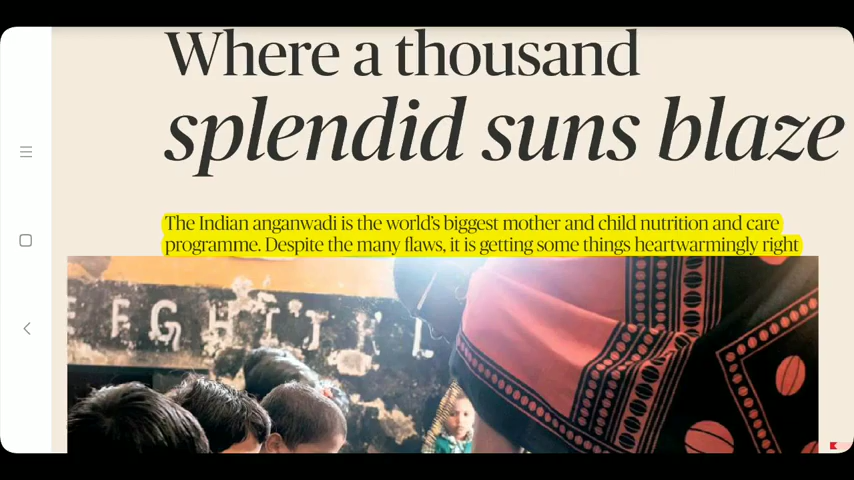 Where a thousand
splendid suns blaze
The Indian anganwadi is the world's biggest mother and child nutrition and care
programme. Despite the many flaws, it is getting some things heartwarmingly right
E F G H I J K L